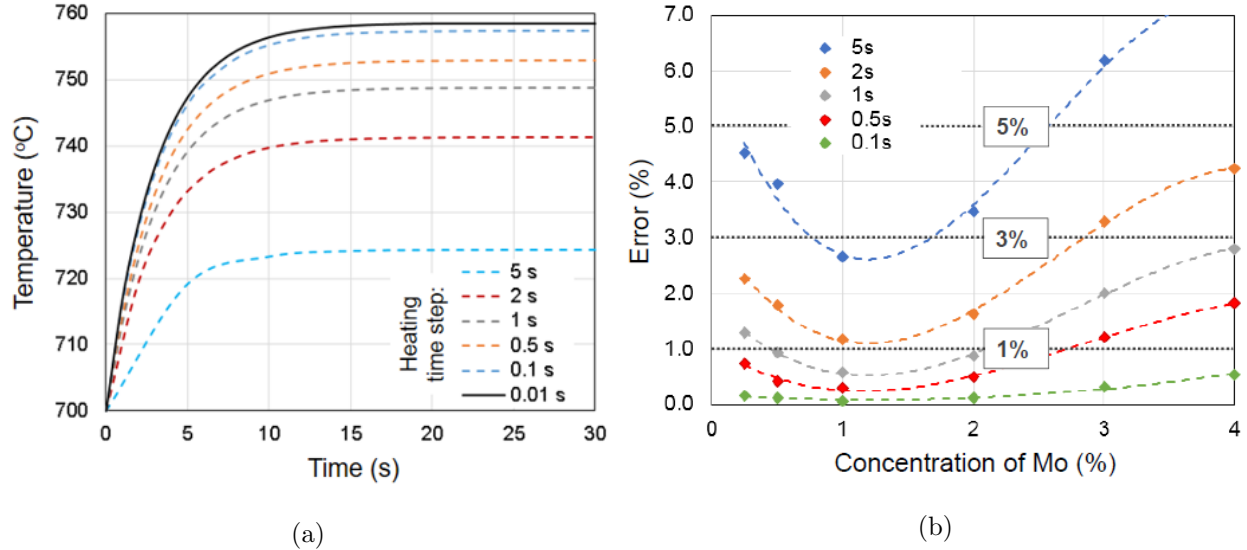 760
750
740
730
720
710
700
0
5
10
15
20
25
30
Temperature (ºC)
Time (s)
Heating
time step:
5 s
2 s
1 s
0.5 s
0.1 s
0.01 s
(a)
7.0
6.0
5.0
4.0
3.0
2.0
1.0
0.0
0
1
2
3
4
Error (%)
Concentration of Mo (%)
5s
2s
1s
0.5s
0.1s
5%
3%
1%
(b)